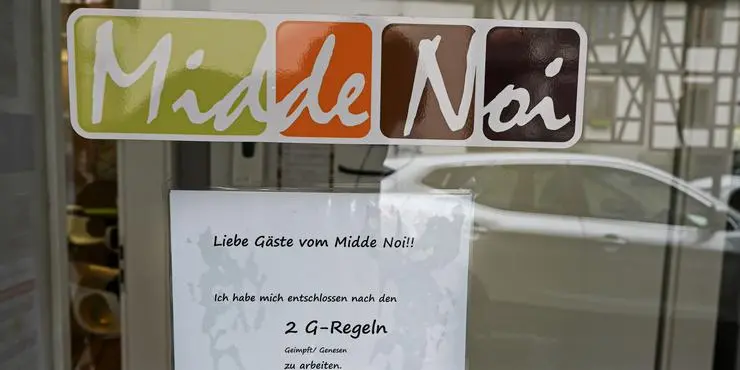 Midde Noi
Liebe Gäste vom Midde Noi!!
Ich habe mich entschlossen nach den
2 G-Regeln
Geimpft/ Genesen
zu arbeiten.